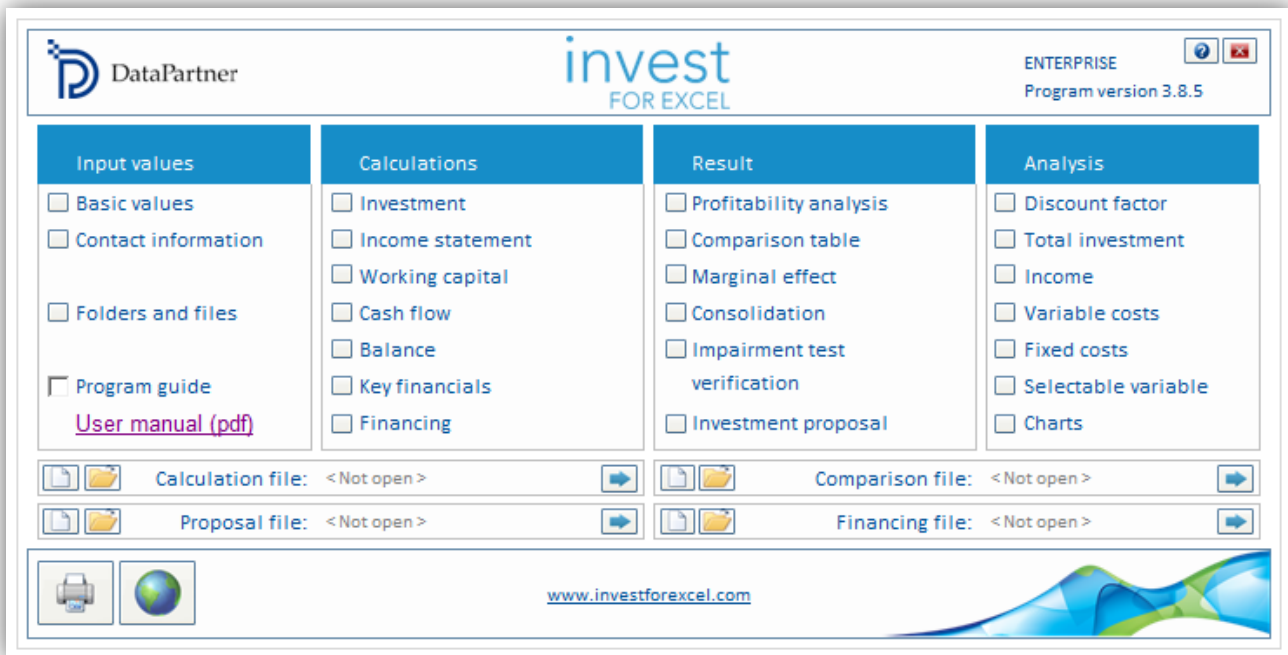 DataPartner
invest
FOR EXCEL
ENTERPRISE
Program version 3.8.5
Input values
Basic values
Contact information
Folders and files
Program guide
User manual (pdf)
Calculations
Investment
Income statement
Working capital
Cash flow
Balance
Key financials
Financing
Result
Profitability analysis
Comparison table
Marginal effect
Consolidation
Impairment test
verification
Investment proposal
Analysis
Discount factor
Total investment
Income
Variable costs
Fixed costs
Selectable variable
Charts
Calculation file: <Not open>
Comparison file: <Not open>
Proposal file: <Not open>
Financing file: <Not open>
www.investforexcel.com